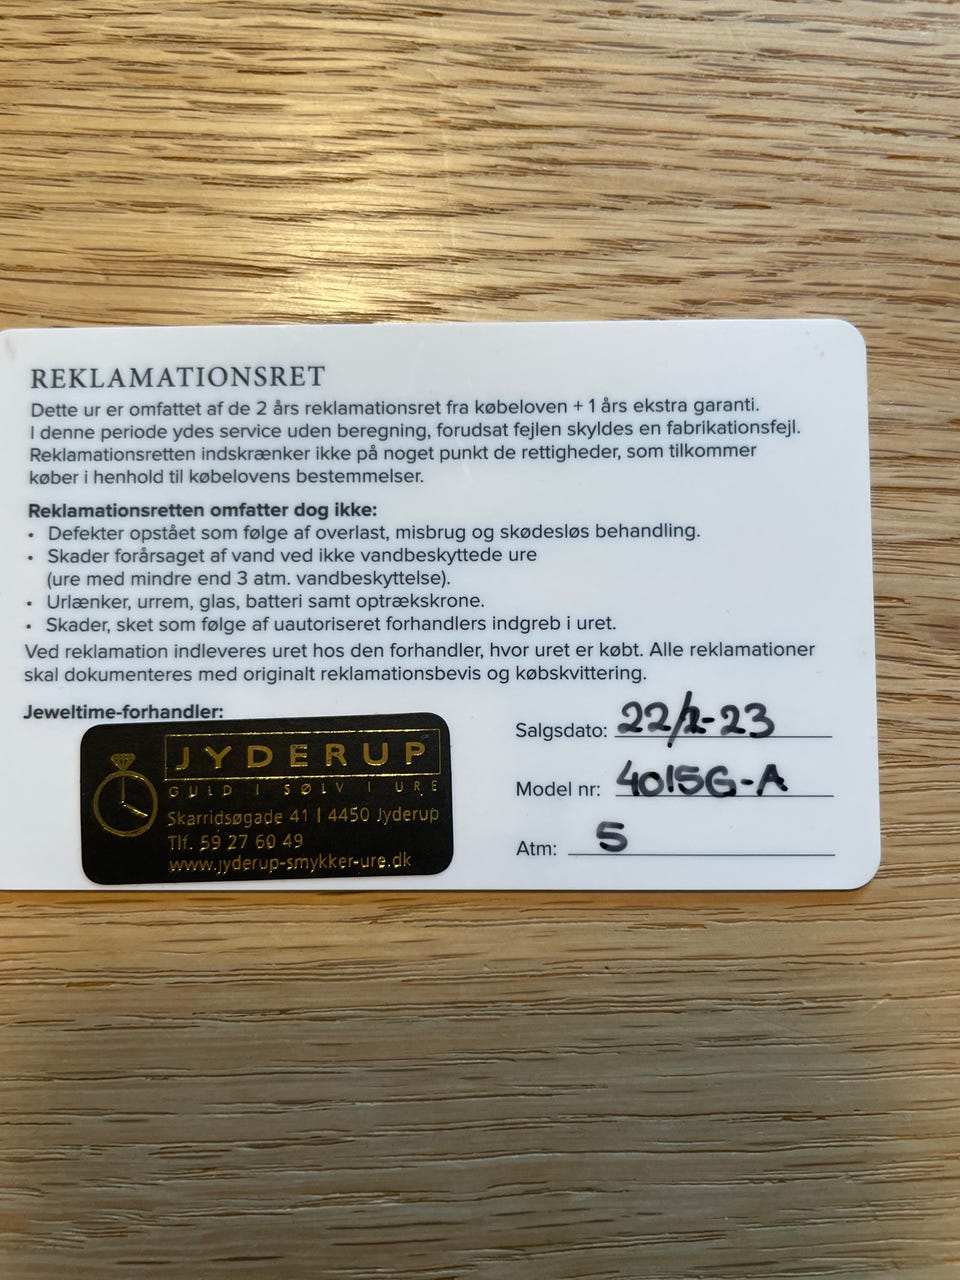 REKLAMATIONSRET
Dette ur er omfattet af de 2 års reklamationsret fra købeloven + 1 års ekstra garanti.
I denne periode ydes service uden beregning, forudsat fejlen skyldes en fabrikationsfejl.
Reklamationsretten indskrænker ikke på noget punkt de rettigheder, som tilkommer
køber i henhold til købelovens bestemmelser.
Reklamationsretten omfatter dog ikke:
• Defekter opstået som følge af overlast, misbrug og skødesløs behandling.
• Skader forårsaget af vand ved ikke vandbeskyttede ure
(ure med mindre end 3 atm. vandbeskyttelse).
• Urlænker, urrem, glas, batteri samt optrækskrone.
• Skader, sket som følge af uautoriseret forhandlers indgreb i uret.
Ved reklamation indleveres uret hos den forhandler, hvor uret er købt. Alle reklamationer
skal dokumenteres med originalt reklamationsbevis og købskvittering.
Jeweltime-forhandler:
JYDERUP
GULD | SØLV | URE
Skarridsøgade 41 | 4450 Jyderup
Tlf. 59 27 60 49
www.jyderup-smykker-ure.dk
Salgsdato: 22/2-23
Model nr: 4015G-A
Atm: 5